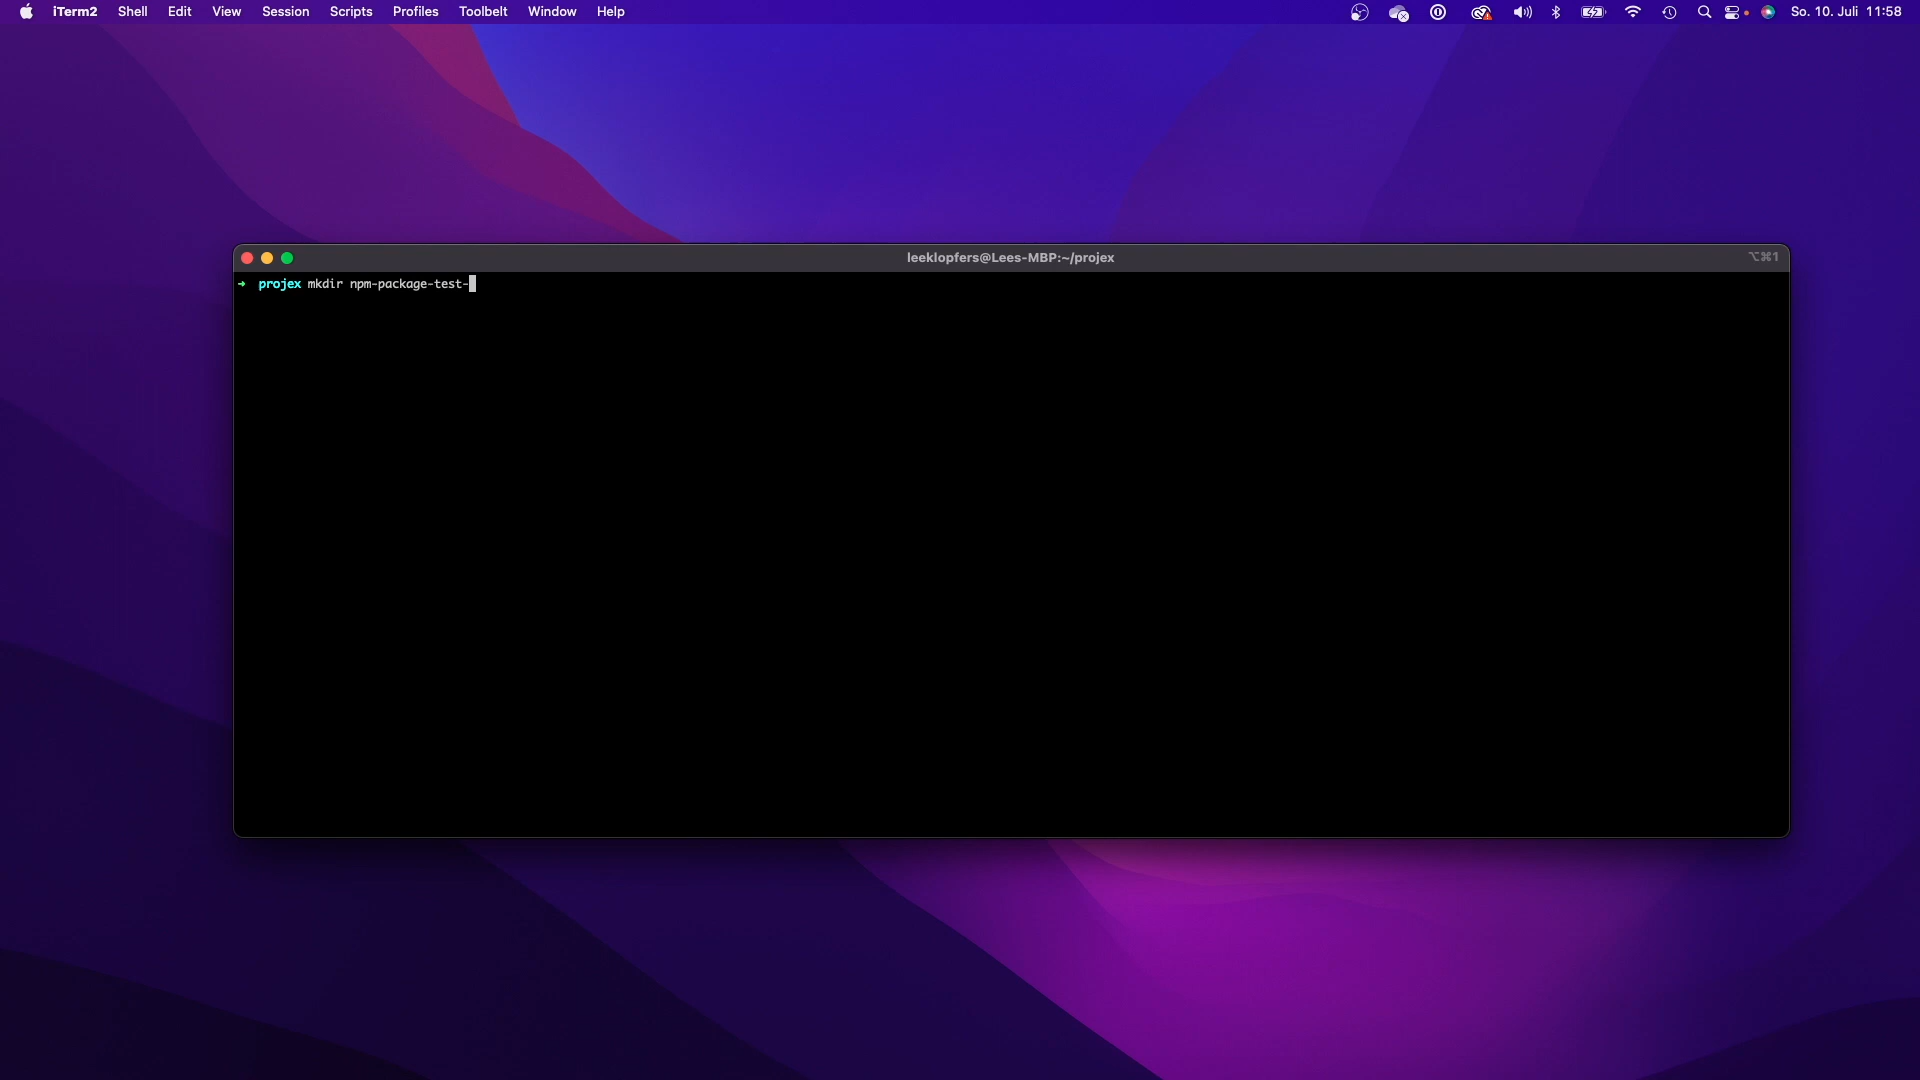 iTerm2 Shell Edit View Session Scripts Profiles Toolbelt Window Help So. 10. Juli 11:58
leeklopfers@Lees-MBP:~/projex ⌥⌘1
➜ projex mkdir npm-package-test-